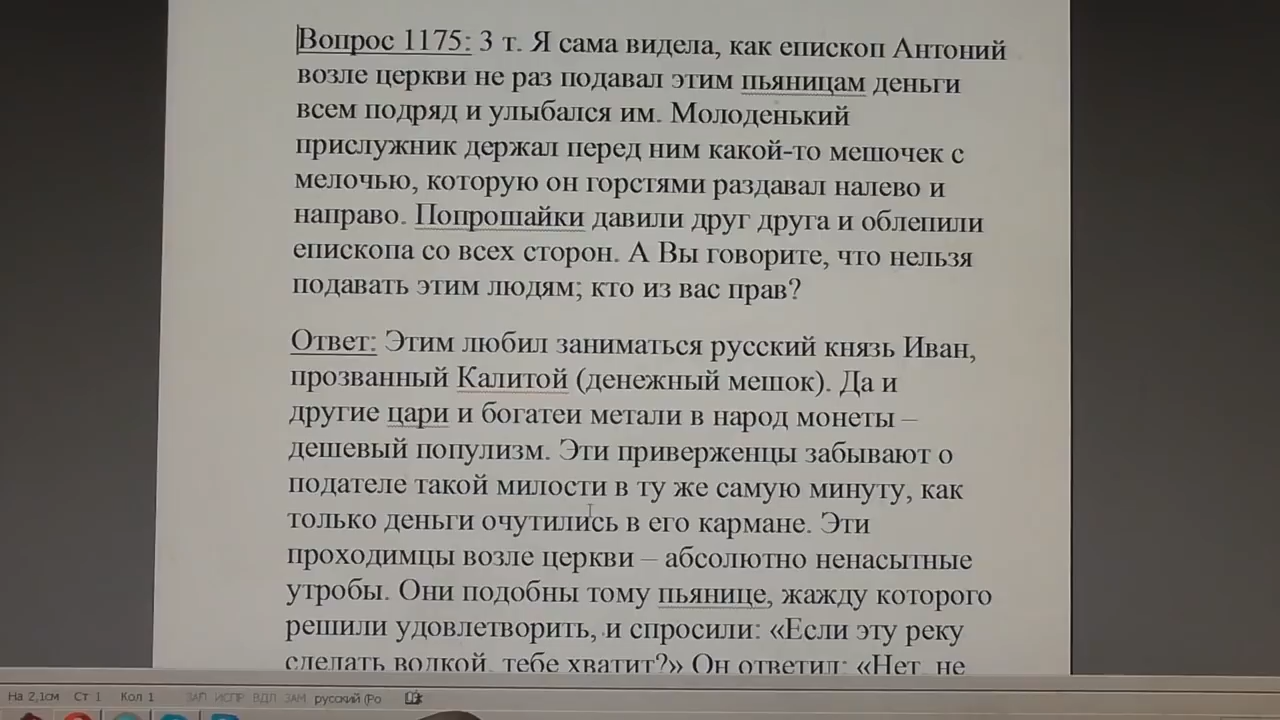 Вопрос 1175: 3 т. Я сама видела, как епископ Антоний
возле церкви не раз подавал этим пьяницам деньги
всем подряд и улыбался им. Молоденький
прислужник держал перед ним какой-то мешочек с
мелочью, которую он горстями раздавал налево и
направо. Попрошайки давили друг друга и облепили
епископа со всех сторон. А Вы говорите, что нельзя
подавать этим людям; кто из вас прав?
Ответ: Этим любил заниматься русский князь Иван,
прозванный Калитой (денежный мешок). Да и
другие цари и богатеи метали в народ монеты –
дешевый популизм. Эти приверженцы забывают о
подателе такой милости в ту же самую минуту, как
только деньги очутились в его кармане. Эти
проходимцы возле церкви – абсолютно ненасытные
утробы. Они подобны тому пьянице, жажду которого
решили удовлетворить, и спросили: «Если эту реку
сделать водкой, тебе хватит?» Он ответил: «Нет, не
На 2,1см Ст 1 Кол 1 ЗАП ИСПР ВДЛ ЗАМ русский (Ро